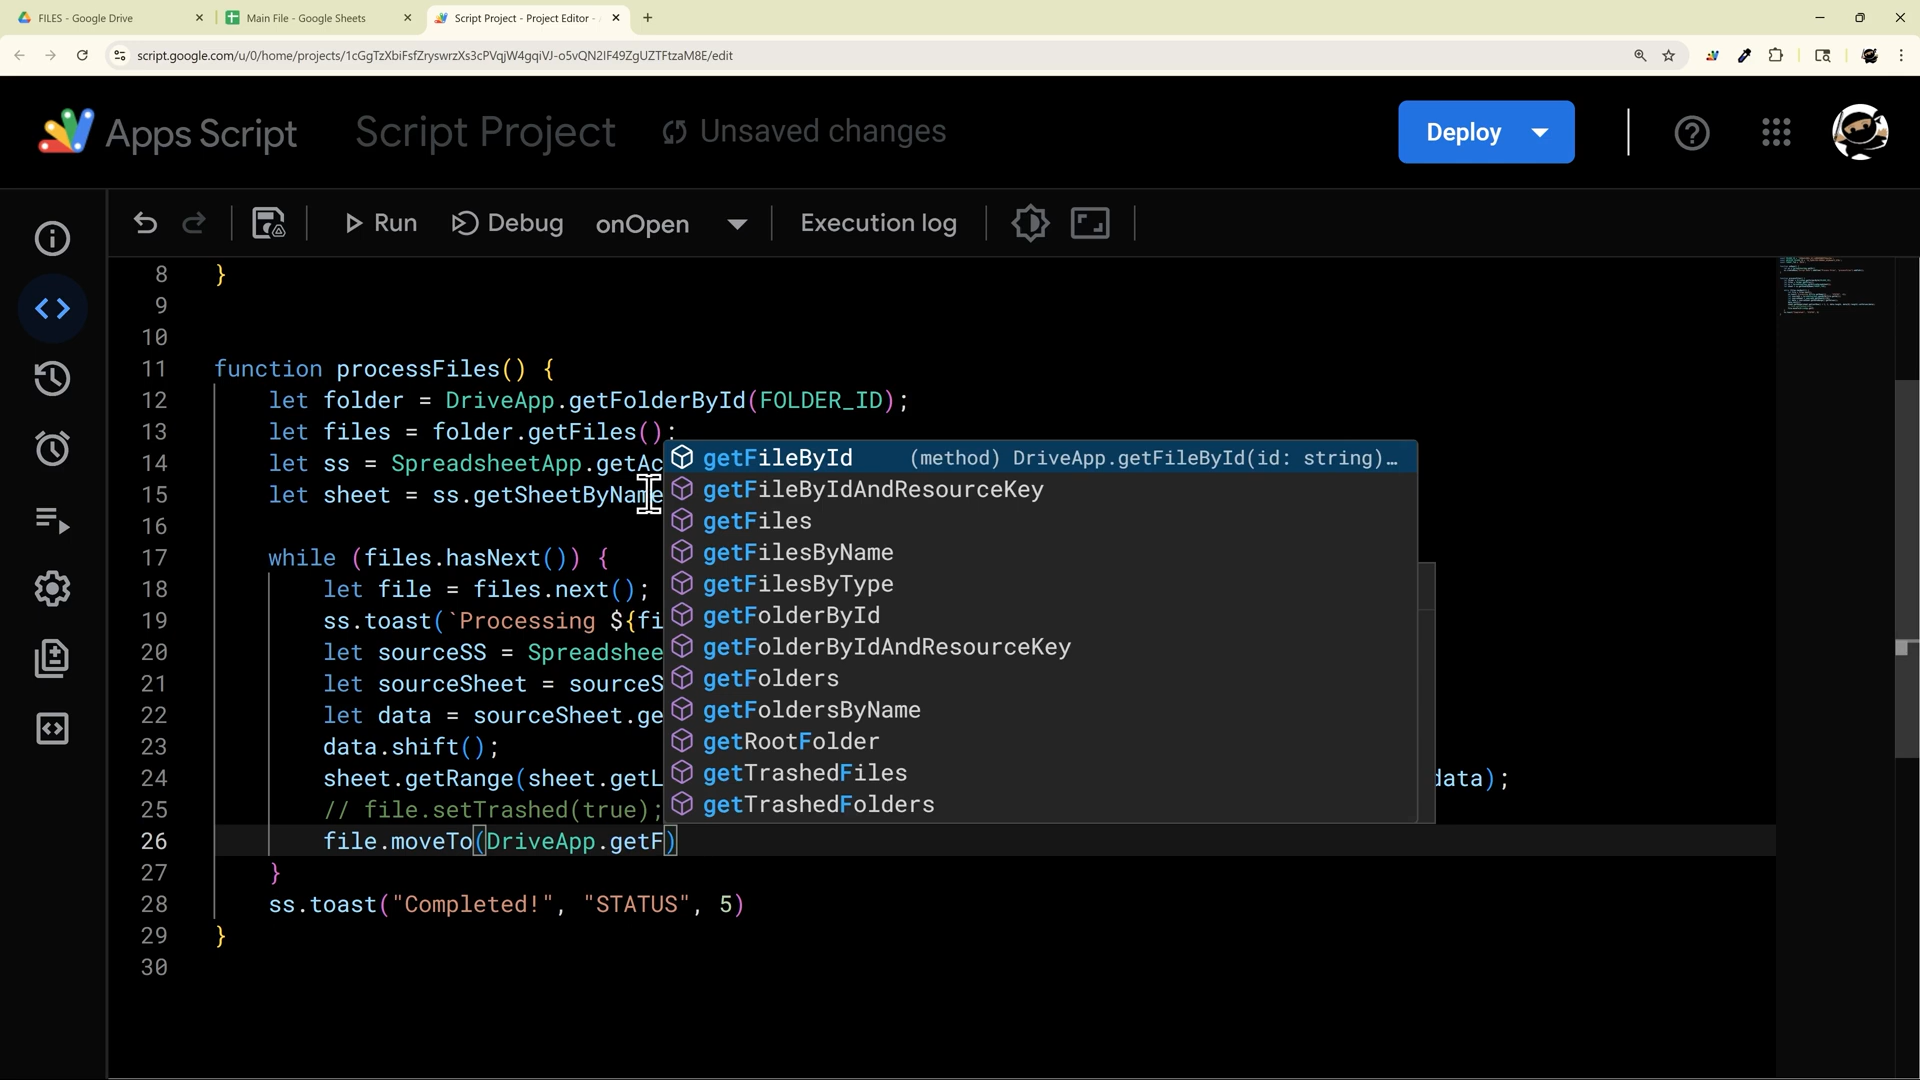 FILES - Google Drive
Main File - Google Sheets
Script Project - Project Editor -
script.google.com/u/0/home/projects/1cGgTzXbiFsfZryswrzXs3cPVqjW4gqiVJ-o5vQN2IF49ZgUZTFtzaM8E/edit
Apps Script
Script Project
Unsaved changes
Deploy
Run
Debug
onOpen
Execution log
8 }
9
10
11 function processFiles() {
12 let folder = DriveApp.getFolderById(FOLDER_ID);
13 let files = folder.getFiles();
14 let ss = SpreadsheetApp.getAc
15 let sheet = ss.getSheetByName
16
17 while (files.hasNext()) {
18 let file = files.next();
19 ss.toast(`Processing ${fi
20 let sourceSS = Spreadshee
21 let sourceSheet = sourceS
22 let data = sourceSheet.ge
23 data.shift();
24 sheet.getRange(sheet.getL data);
25 // file.setTrashed(true);
26 file.moveTo(DriveApp.getF)
27 }
28 ss.toast("Completed!", "STATUS", 5)
29 }
30
getFileById (method) DriveApp.getFileById(id: string)…
getFileByIdAndResourceKey
getFiles
getFilesByName
getFilesByType
getFolderById
getFolderByIdAndResourceKey
getFolders
getFoldersByName
getRootFolder
getTrashedFiles
getTrashedFolders